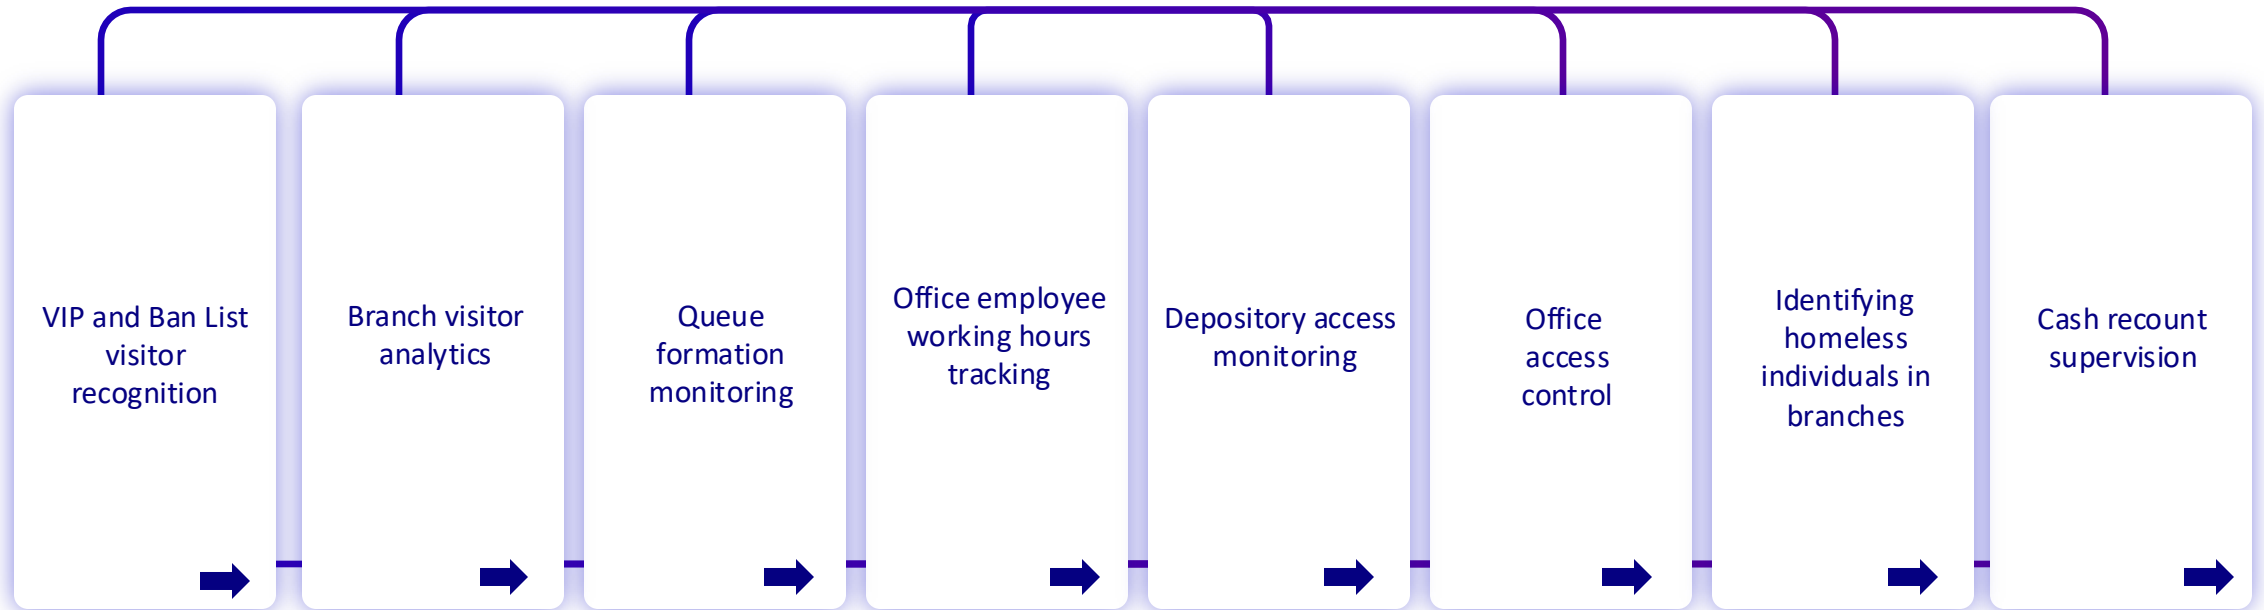 VIP and Ban List
visitor
recognition
Branch visitor
analytics
Queue
formation
monitoring
Office employee
working hours
tracking
Depository access
monitoring
Office
access
control
Identifying
homeless
individuals in
branches
Cash recount
supervision